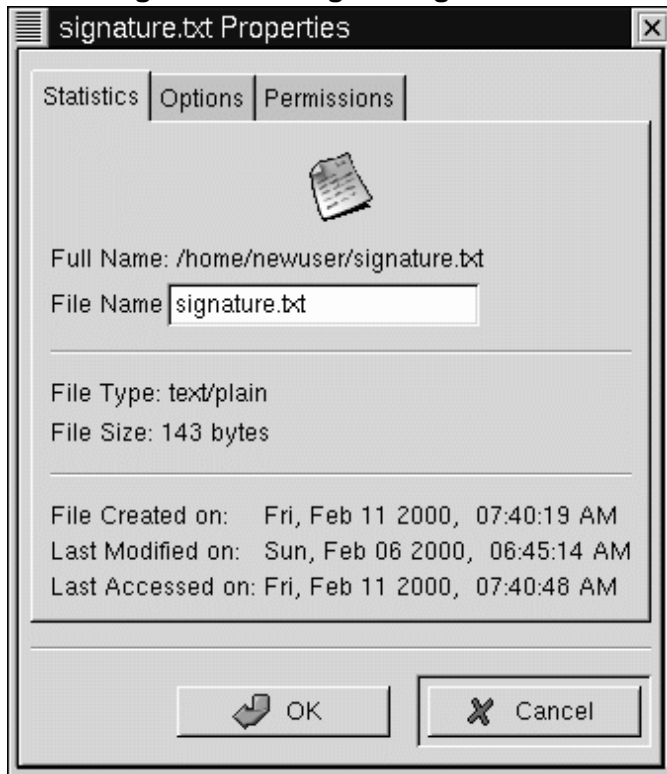 signature.txt Properties
Statistics Options Permissions
Full Name: /home/newuser/signature.txt
File Name signature.txt
File Type: text/plain
File Size: 143 bytes
File Created on: Fri, Feb 11 2000, 07:40:19 AM
Last Modified on: Sun, Feb 06 2000, 06:45:14 AM
Last Accessed on: Fri, Feb 11 2000, 07:40:48 AM
OK Cancel